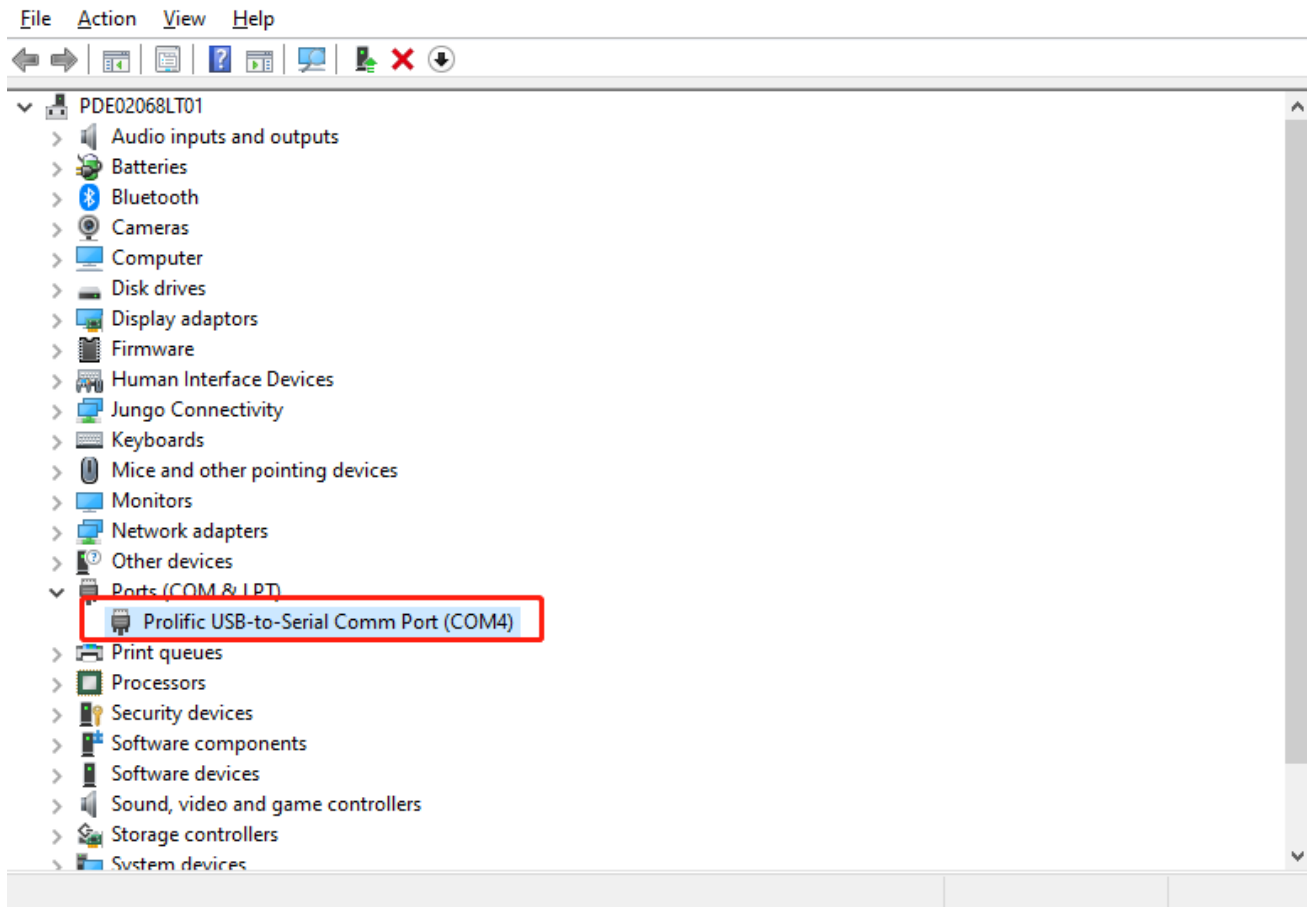 File Action View Help
PDE02068LT01
Audio inputs and outputs
Batteries
Bluetooth
Cameras
Computer
Disk drives
Display adaptors
Firmware
Human Interface Devices
Jungo Connectivity
Keyboards
Mice and other pointing devices
Monitors
Network adapters
Other devices
Ports (COM & LPT)
Prolific USB-to-Serial Comm Port (COM4)
Print queues
Processors
Security devices
Software components
Software devices
Sound, video and game controllers
Storage controllers
System devices